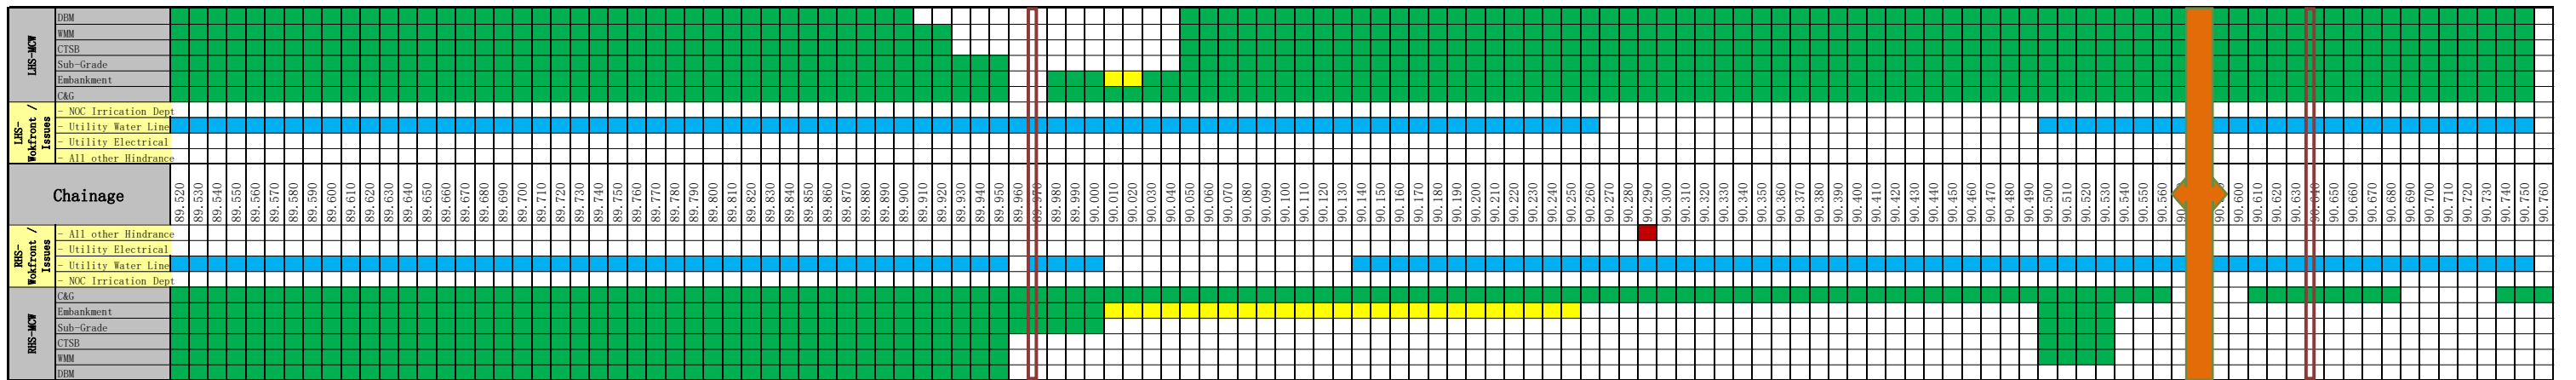 LHS-MCW
DBM
WMM
CTSB
Sub-Grade
Embankment
C&G
LHS-
Wokfront /
Issues
- NOC Irrication Dept
- Utility Water Line
- Utility Electrical
- All other Hindrance
Chainage
89.520 89.530 89.540 89.550 89.560 89.570 89.580 89.590 89.600 89.610 89.620 89.630 89.640 89.650 89.660 89.670 89.680 89.690 89.700 89.710 89.720 89.730 89.740 89.750 89.760 89.770 89.780 89.790 89.800 89.810 89.820 89.830 89.840 89.850 89.860 89.870 89.880 89.890 89.900 89.910 89.920 89.930 89.940 89.950 89.960 89.970 89.980 89.990 90.000 90.010 90.020 90.030 90.040 90.050 90.060 90.070 90.080 90.090 90.100 90.110 90.120 90.130 90.140 90.150 90.160 90.170 90.180 90.190 90.200 90.210 90.220 90.230 90.240 90.250 90.260 90.270 90.280 90.290 90.300 90.310 90.320 90.330 90.340 90.350 90.360 90.370 90.380 90.390 90.400 90.410 90.420 90.430 90.440 90.450 90.460 90.470 90.480 90.490 90.500 90.510 90.520 90.530 90.540 90.550 90.560 90.600 90.610 90.620 90.630 90.640 90.650 90.660 90.670 90.680 90.690 90.700 90.710 90.720 90.730 90.740 90.750 90.760
RHS-
Wokfront /
Issues
- All other Hindrance
- Utility Electrical
- Utility Water Line
- NOC Irrication Dept
RHS-MCW
C&G
Embankment
Sub-Grade
CTSB
WMM
DBM